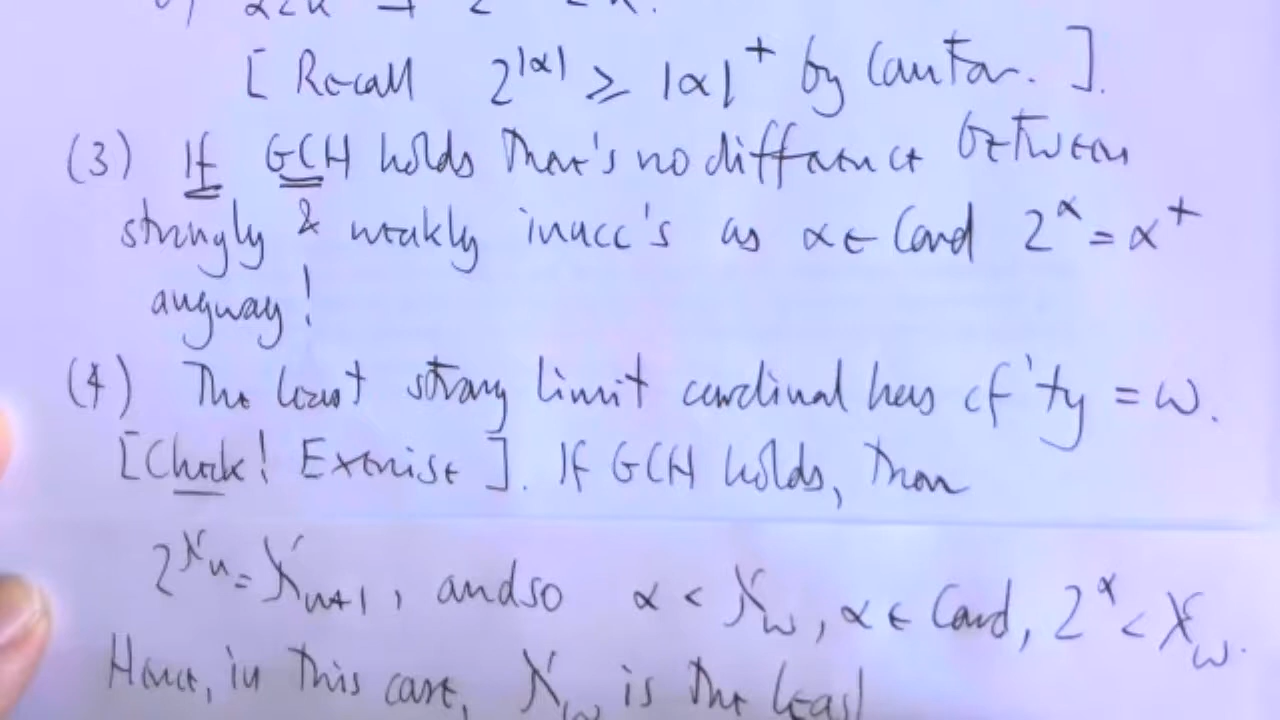 [ Recall 2^|α| ≥ |α|⁺ by Cantor. ].
(3) If GCH holds there's no difference between
strongly & weakly inacc's as α ∈ Card 2^α = α⁺
anyway!
(4) The least strong limit cardinal has cf'ty = ω.
[Check! Exercise ]. If GCH holds, then
2^ℵₙ = ℵₙ₊₁, and so α < ℵ_ω, α ∈ Card, 2^α < ℵ_ω.
Hence, in this case, ℵ_ω is the least